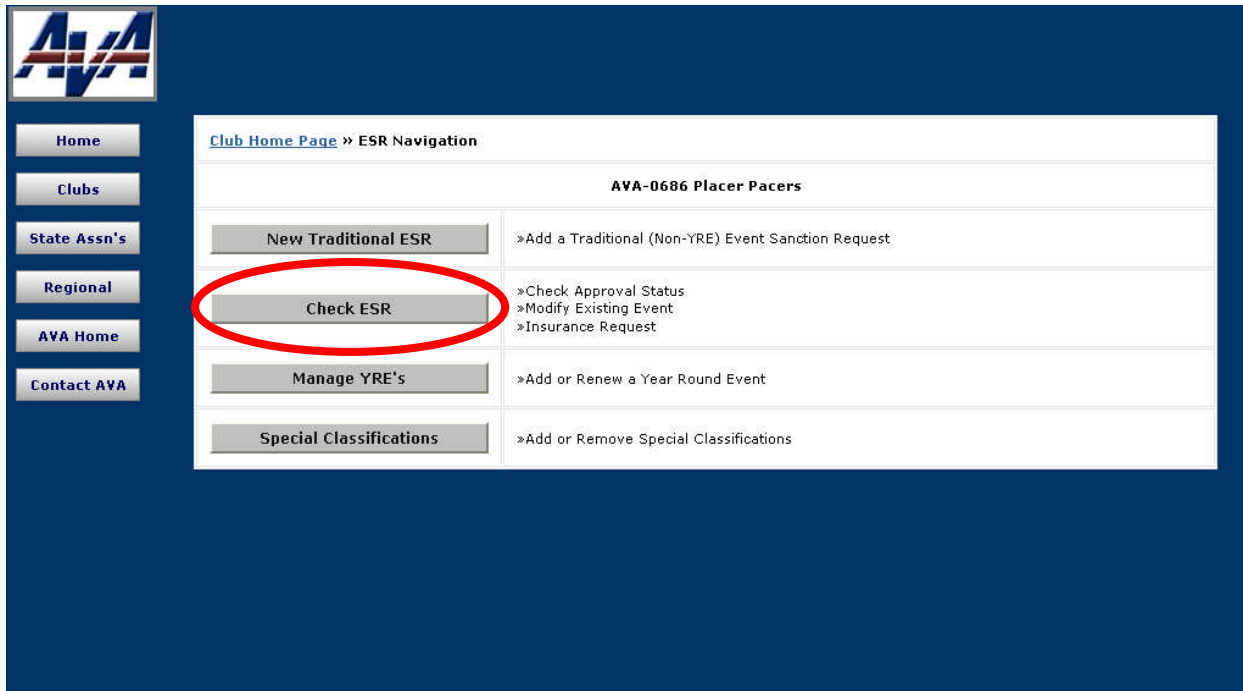 AVA
Home
Clubs
State Assn's
Regional
AVA Home
Contact AVA
Club Home Page » ESR Navigation
AVA-0686 Placer Pacers
New Traditional ESR
»Add a Traditional (Non-YRE) Event Sanction Request
Check ESR
»Check Approval Status
»Modify Existing Event
»Insurance Request
Manage YRE's
»Add or Renew a Year Round Event
Special Classifications
»Add or Remove Special Classifications